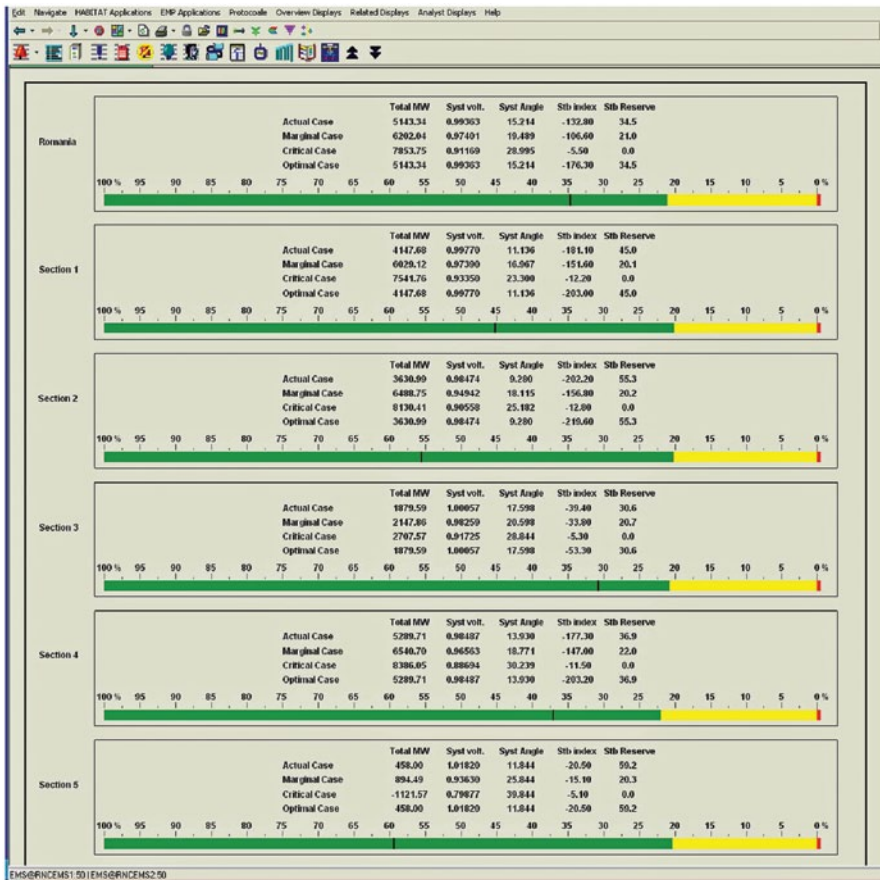 Edit Navigate HABITAT Applications EMP Applications Protocoale Overview Displays Related Displays Analyst Displays Help
Romania
Total MW Syst volt. Syst Angle Stb index Stb Reserve
Actual Case 5143.34 0.99363 15.214 -132.80 34.5
Marginal Case 6202.04 0.97401 19.489 -106.60 21.0
Critical Case 7853.75 0.91169 28.995 -5.50 0.0
Optimal Case 5143.34 0.99363 15.214 -176.30 34.5
100 % 95 90 85 80 75 70 65 60 55 50 45 40 35 30 25 20 15 10 5 0 %
Section 1
Total MW Syst volt. Syst Angle Stb index Stb Reserve
Actual Case 4147.68 0.99770 11.136 -181.10 45.0
Marginal Case 6029.12 0.97390 16.967 -151.60 20.1
Critical Case 7541.76 0.93350 23.300 -12.20 0.0
Optimal Case 4147.68 0.99770 11.136 -203.00 45.0
100 % 95 90 85 80 75 70 65 60 55 50 45 40 35 30 25 20 15 10 5 0 %
Section 2
Total MW Syst volt. Syst Angle Stb index Stb Reserve
Actual Case 3630.99 0.98474 9.280 -202.20 55.3
Marginal Case 6488.75 0.94942 18.115 -156.80 20.2
Critical Case 8130.41 0.90558 25.182 -12.80 0.0
Optimal Case 3630.99 0.98474 9.280 -219.60 55.3
100 % 95 90 85 80 75 70 65 60 55 50 45 40 35 30 25 20 15 10 5 0 %
Section 3
Total MW Syst volt. Syst Angle Stb index Stb Reserve
Actual Case 1879.59 1.00057 17.598 -39.40 30.6
Marginal Case 2147.86 0.98259 20.598 -33.80 20.7
Critical Case 2707.57 0.91725 28.844 -5.30 0.0
Optimal Case 1879.59 1.00057 17.598 -53.30 30.6
100 % 95 90 85 80 75 70 65 60 55 50 45 40 35 30 25 20 15 10 5 0 %
Section 4
Total MW Syst volt. Syst Angle Stb index Stb Reserve
Actual Case 5289.71 0.98487 13.930 -177.30 36.9
Marginal Case 6540.70 0.96563 18.771 -147.00 22.0
Critical Case 8386.05 0.88694 30.239 -11.50 0.0
Optimal Case 5289.71 0.98487 13.930 -203.20 36.9
100 % 95 90 85 80 75 70 65 60 55 50 45 40 35 30 25 20 15 10 5 0 %
Section 5
Total MW Syst volt. Syst Angle Stb index Stb Reserve
Actual Case 458.00 1.01820 11.844 -20.50 59.2
Marginal Case 894.49 0.93630 25.844 -15.10 20.3
Critical Case -1121.57 0.79877 39.844 -5.10 0.0
Optimal Case 458.00 1.01820 11.844 -20.50 59.2
100 % 95 90 85 80 75 70 65 60 55 50 45 40 35 30 25 20 15 10 5 0 %
EMS@RNCEMS1:50 | EMS@RNCEMS2:50